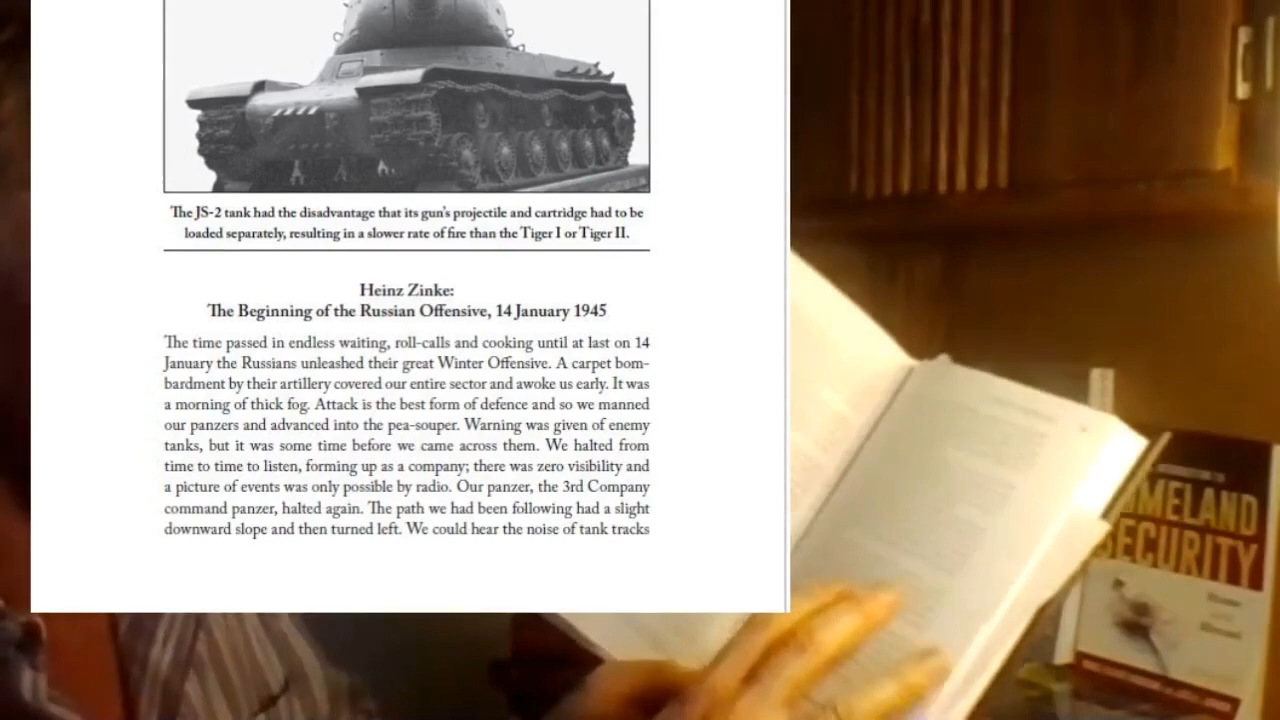 The JS-2 tank had the disadvantage that its gun's projectile and cartridge had to be
loaded separately, resulting in a slower rate of fire than the Tiger I or Tiger II.
Heinz Zinke:
The Beginning of the Russian Offensive, 14 January 1945
The time passed in endless waiting, roll-calls and cooking until at last on 14
January the Russians unleashed their great Winter Offensive. A carpet bom-
bardment by their artillery covered our entire sector and awoke us early. It was
a morning of thick fog. Attack is the best form of defence and so we manned
our panzers and advanced into the pea-souper. Warning was given of enemy
tanks, but it was some time before we came across them. We halted from
time to time to listen, forming up as a company; there was zero visibility and
a picture of events was only possible by radio. Our panzer, the 3rd Company
command panzer, halted again. The path we had been following had a slight
downward slope and then turned left. We could hear the noise of tank tracks
OMELAND
SECURITY